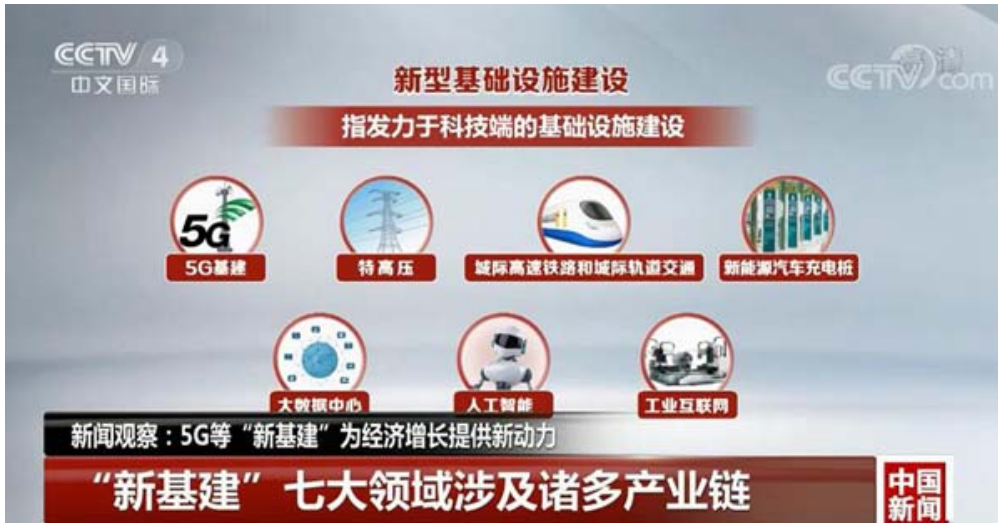 CCTV 4
中文国际
CCTV.com
新型基础设施建设
指发力于科技端的基础设施建设
5G
5G基建
特高压
城际高速铁路和城际轨道交通
新能源汽车充电桩
大数据中心
人工智能
工业互联网
新闻观察：5G等“新基建”为经济增长提供新动力
“新基建”七大领域涉及诸多产业链
中国
新闻